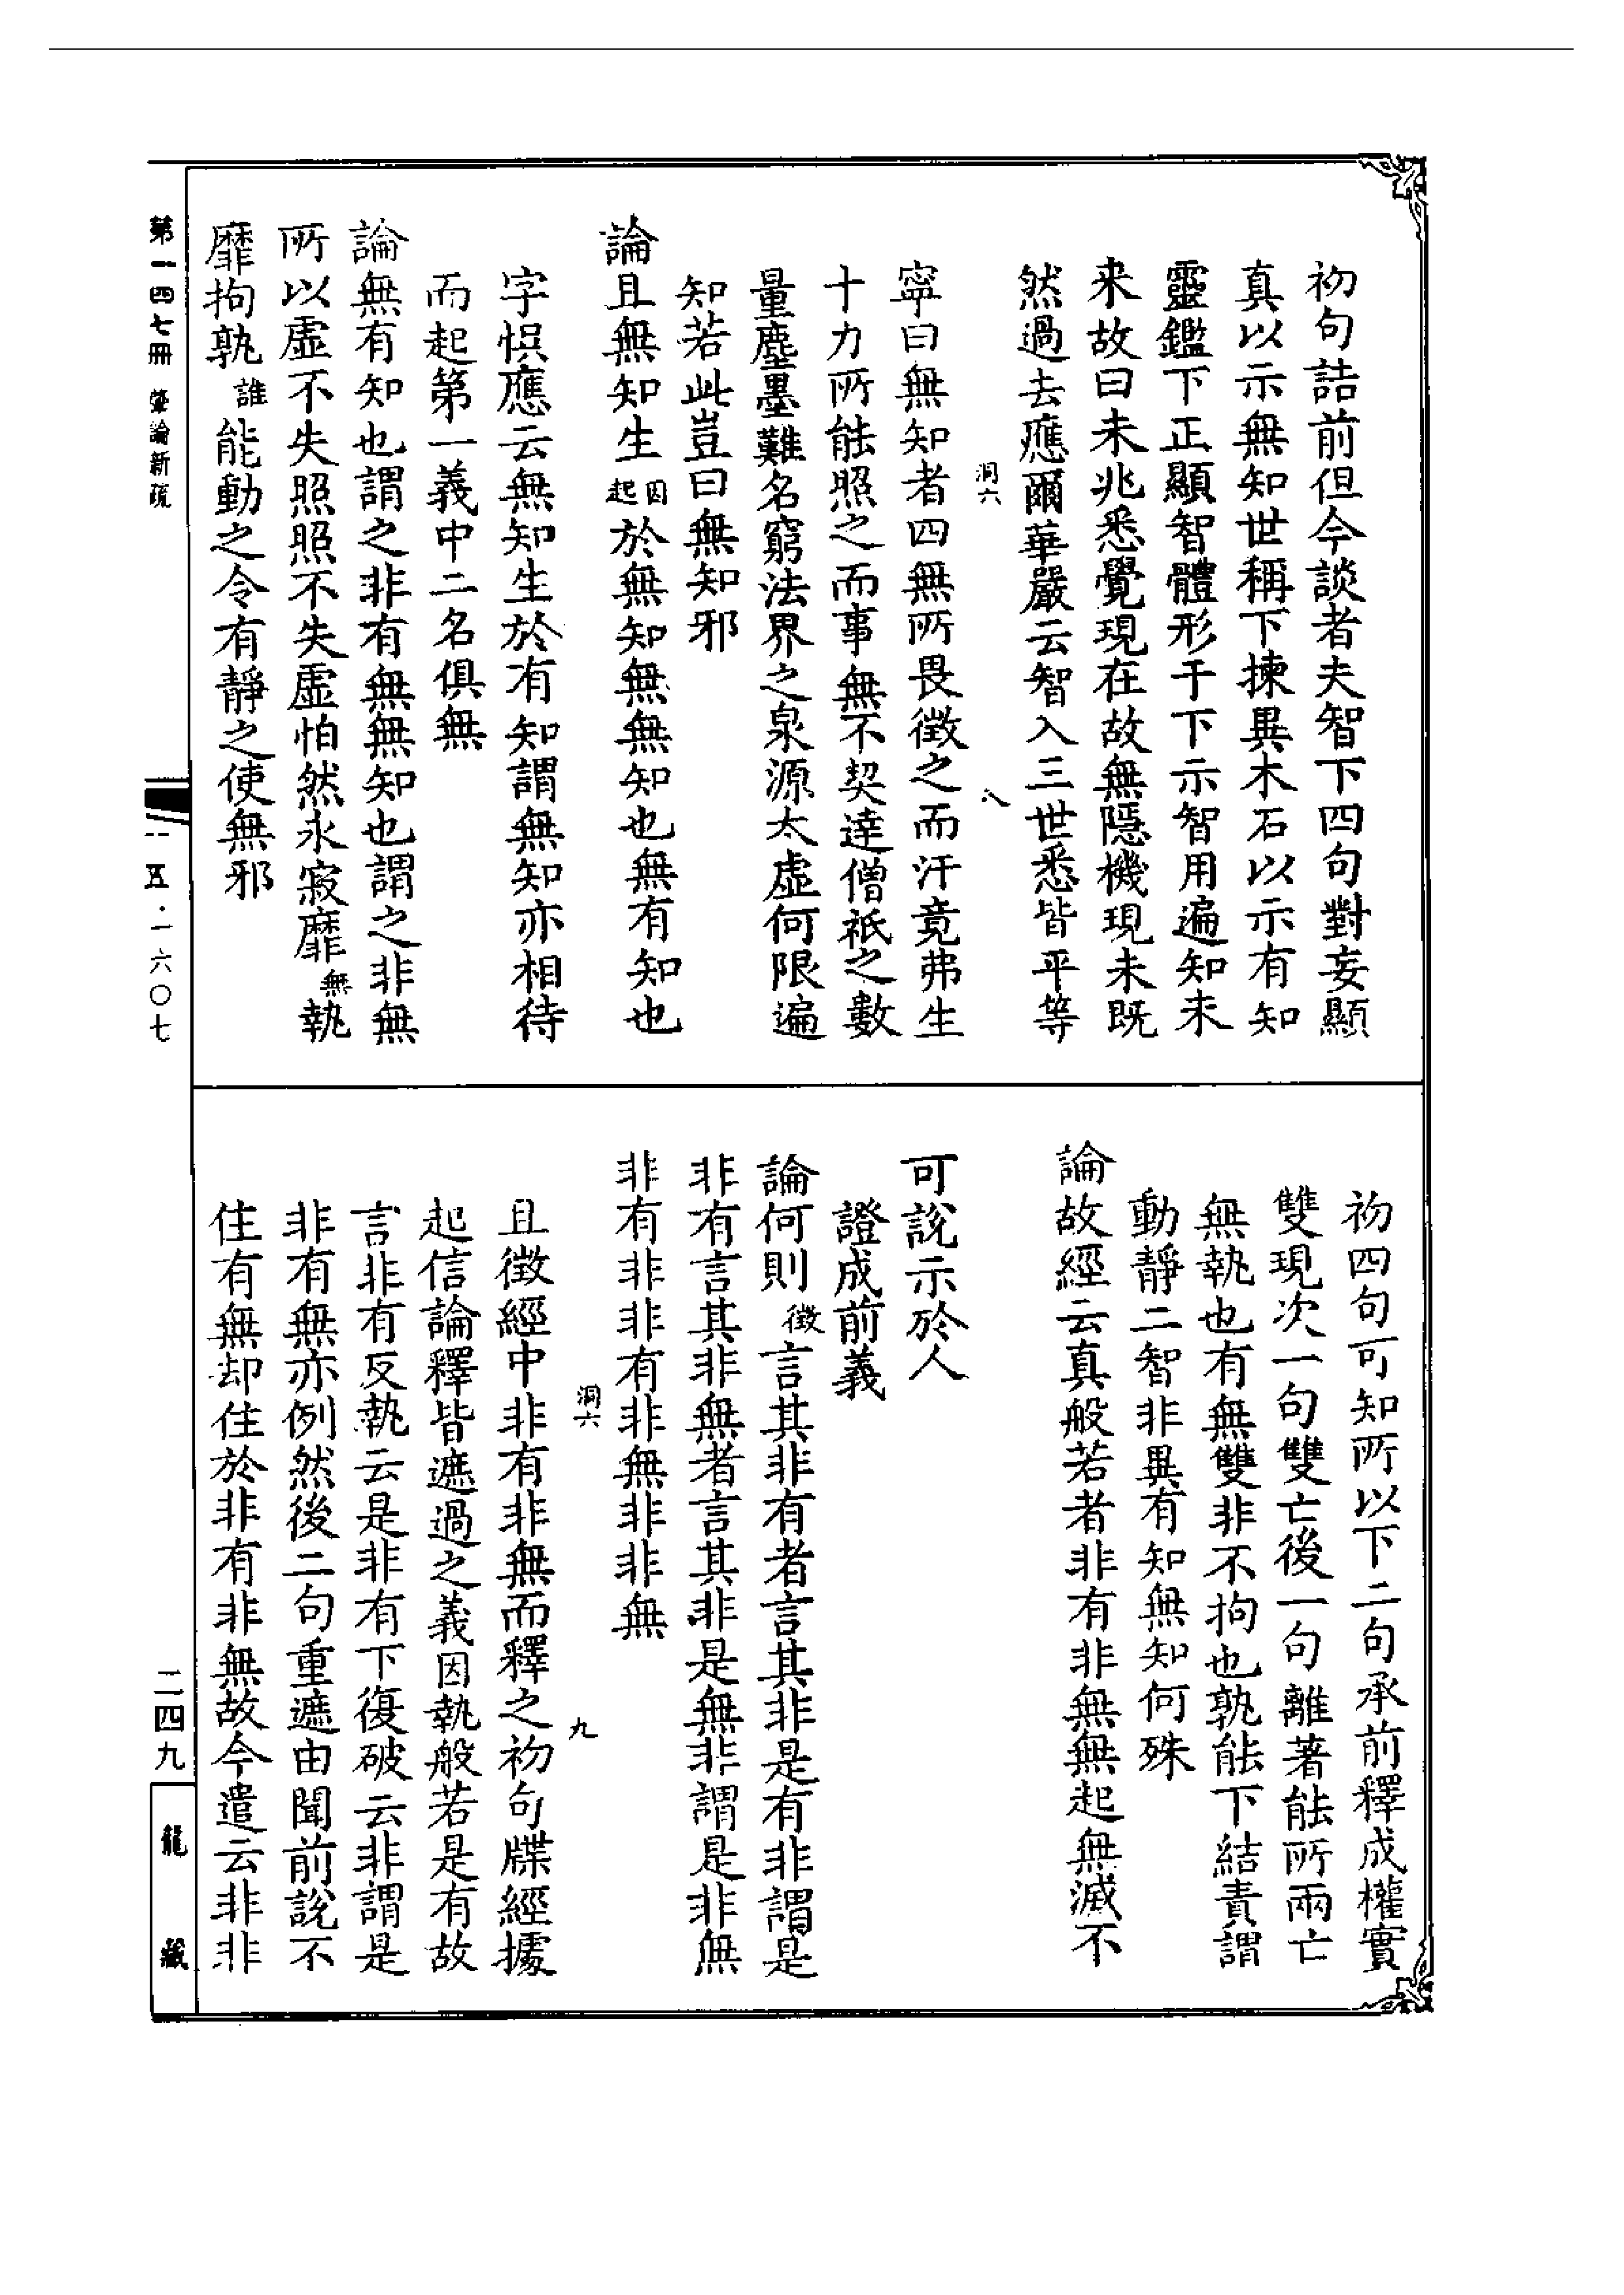 初句詰前但今談者夫智下四句對妄顯
真以示無知世稱下揀異木石以示有知
靈鑑下正顯智體形于下示智用遍知未
来故曰未兆悉覺現在故無隱機現未既
然過去應爾華嚴云智入三世悉皆平等
洞六
八
寧曰無知者四無所畏徵之而汗竟弗生
十力所能照之而事無不契達僧祇之數
量塵墨難名窮法界之泉源太虛何限遍
知若此豈曰無知邪
論且無知生因起於無知無無知也無有知也
字悞應云無知生於有知謂無知亦相待
而起第一義中二名俱無
論無有知也謂之非有無無知也謂之非無
所以虛不失照照不失虛怕然永寂靡無執
靡拘孰誰能動之令有靜之使無邪
初四句可知所以下二句承前釋成權實
雙現次一句雙亡後一句離著能所兩亡
無執也有無雙非不拘也孰能下結責謂
動靜二智非異有知無知何殊
論故經云真般若者非有非無無起無滅不
可說示於人
證成前義
論何則徵言其非有者言其非是有非謂是
非有言其非無者言其非是無非謂是非無
非有非非有非無非非無
洞六
九
且徵經中非有非無而釋之初句牒經據
起信論釋皆遮過之義因執般若是有故
言非有反執云是非有下復破云非謂是
非有無亦例然後二句重遮由聞前說不
住有無却住於非有非無故今遣云非非
第一四七冊 肇論新疏
一一五·一六〇七
二四九
龍藏